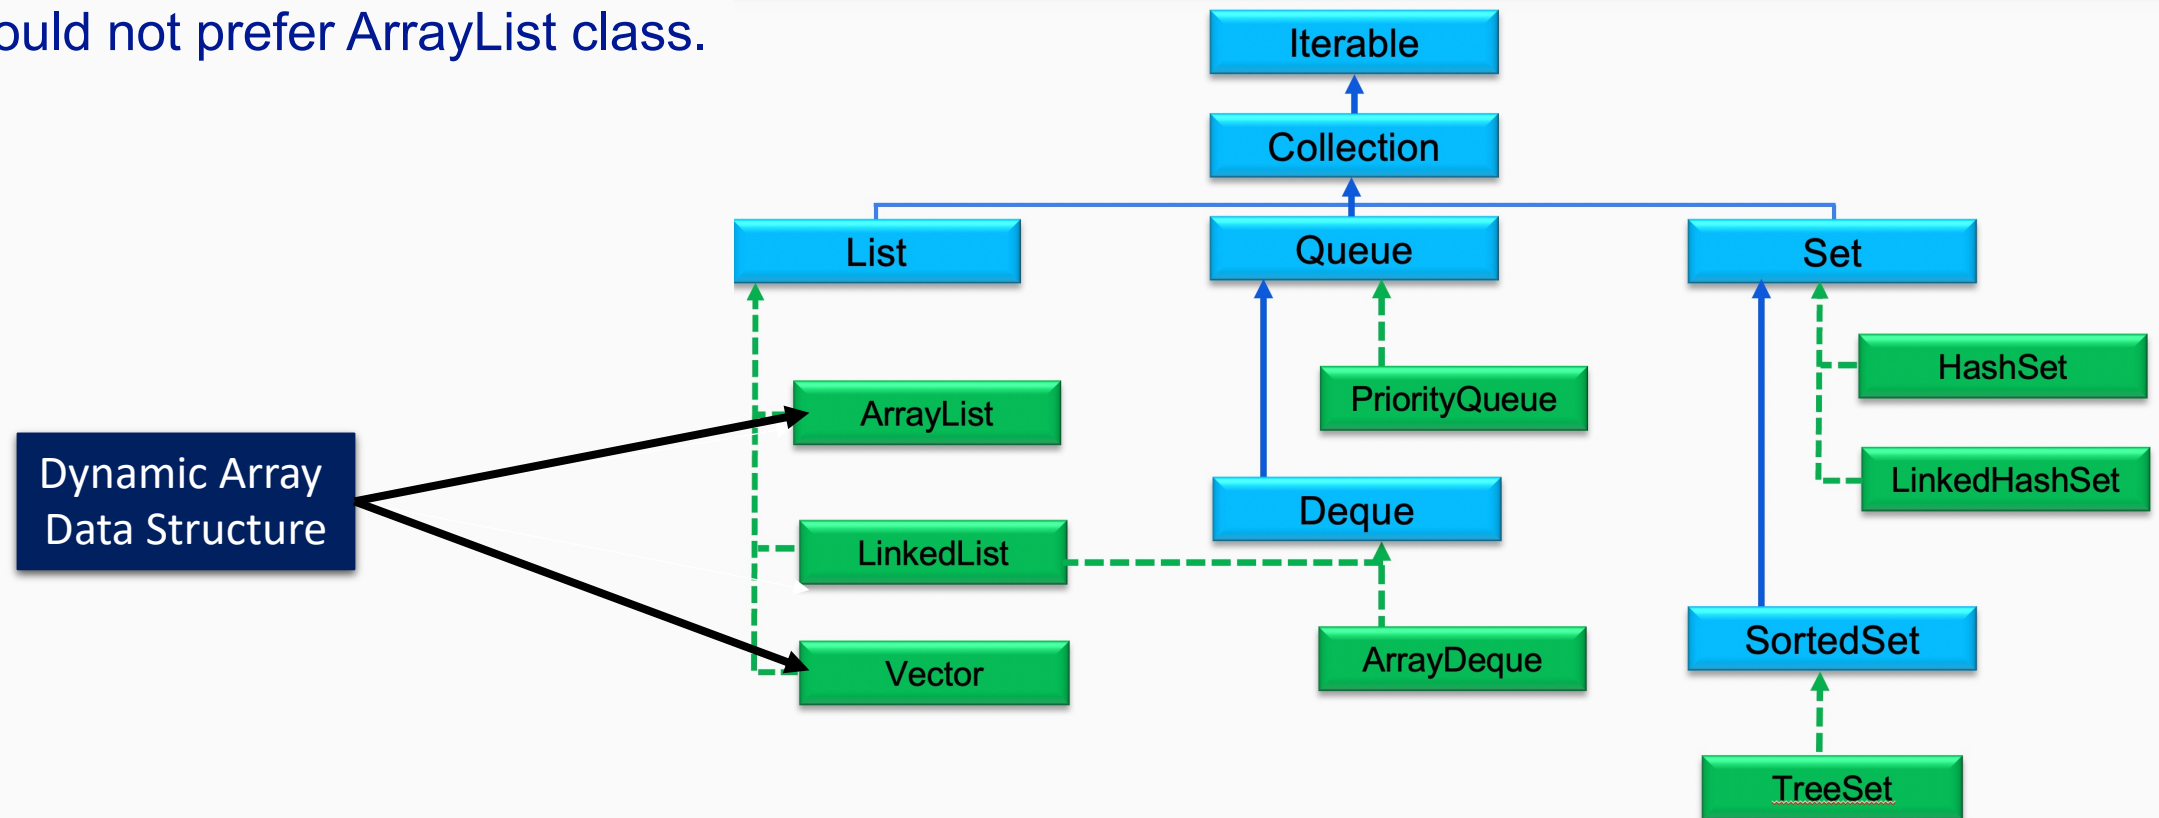 ould not prefer ArrayList class.
Iterable
Collection
List
Queue
Set
HashSet
PriorityQueue
ArrayList
Dynamic Array
Data Structure
LinkedHashSet
Deque
LinkedList
SortedSet
ArrayDeque
Vector
TreeSet